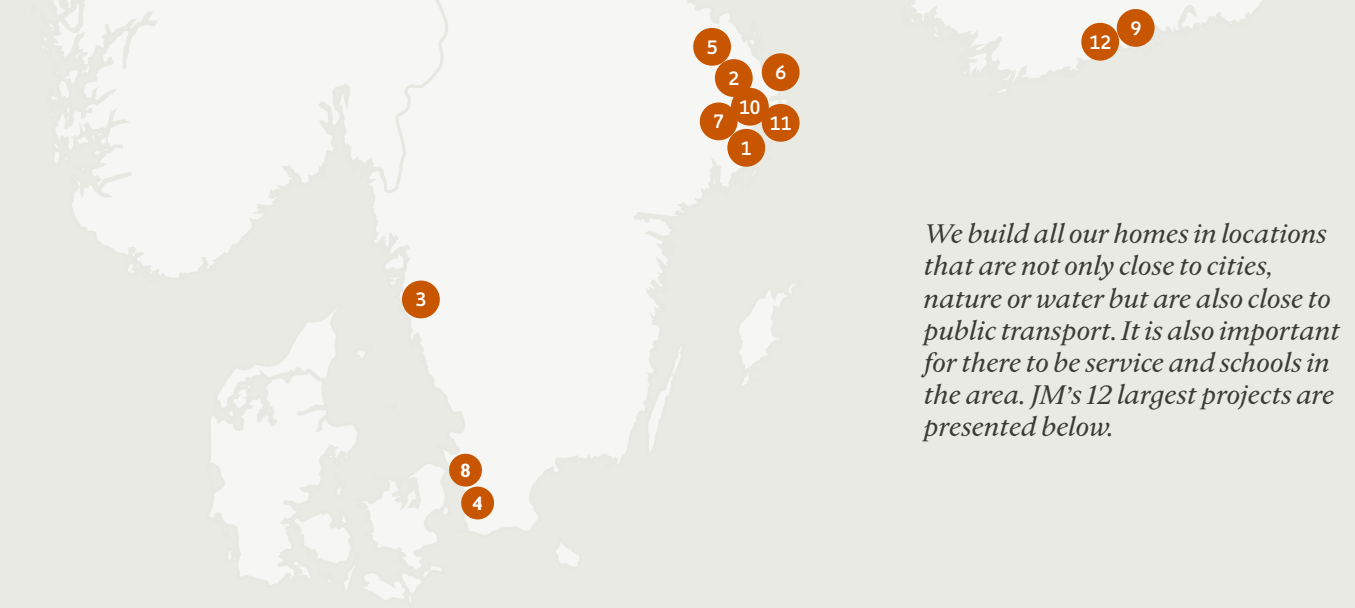 5
2
6
10
7
11
1
3
8
4
9
12
We build all our homes in locations
that are not only close to cities,
nature or water but are also close to
public transport. It is also important
for there to be service and schools in
the area. JM’s 12 largest projects are
presented below.